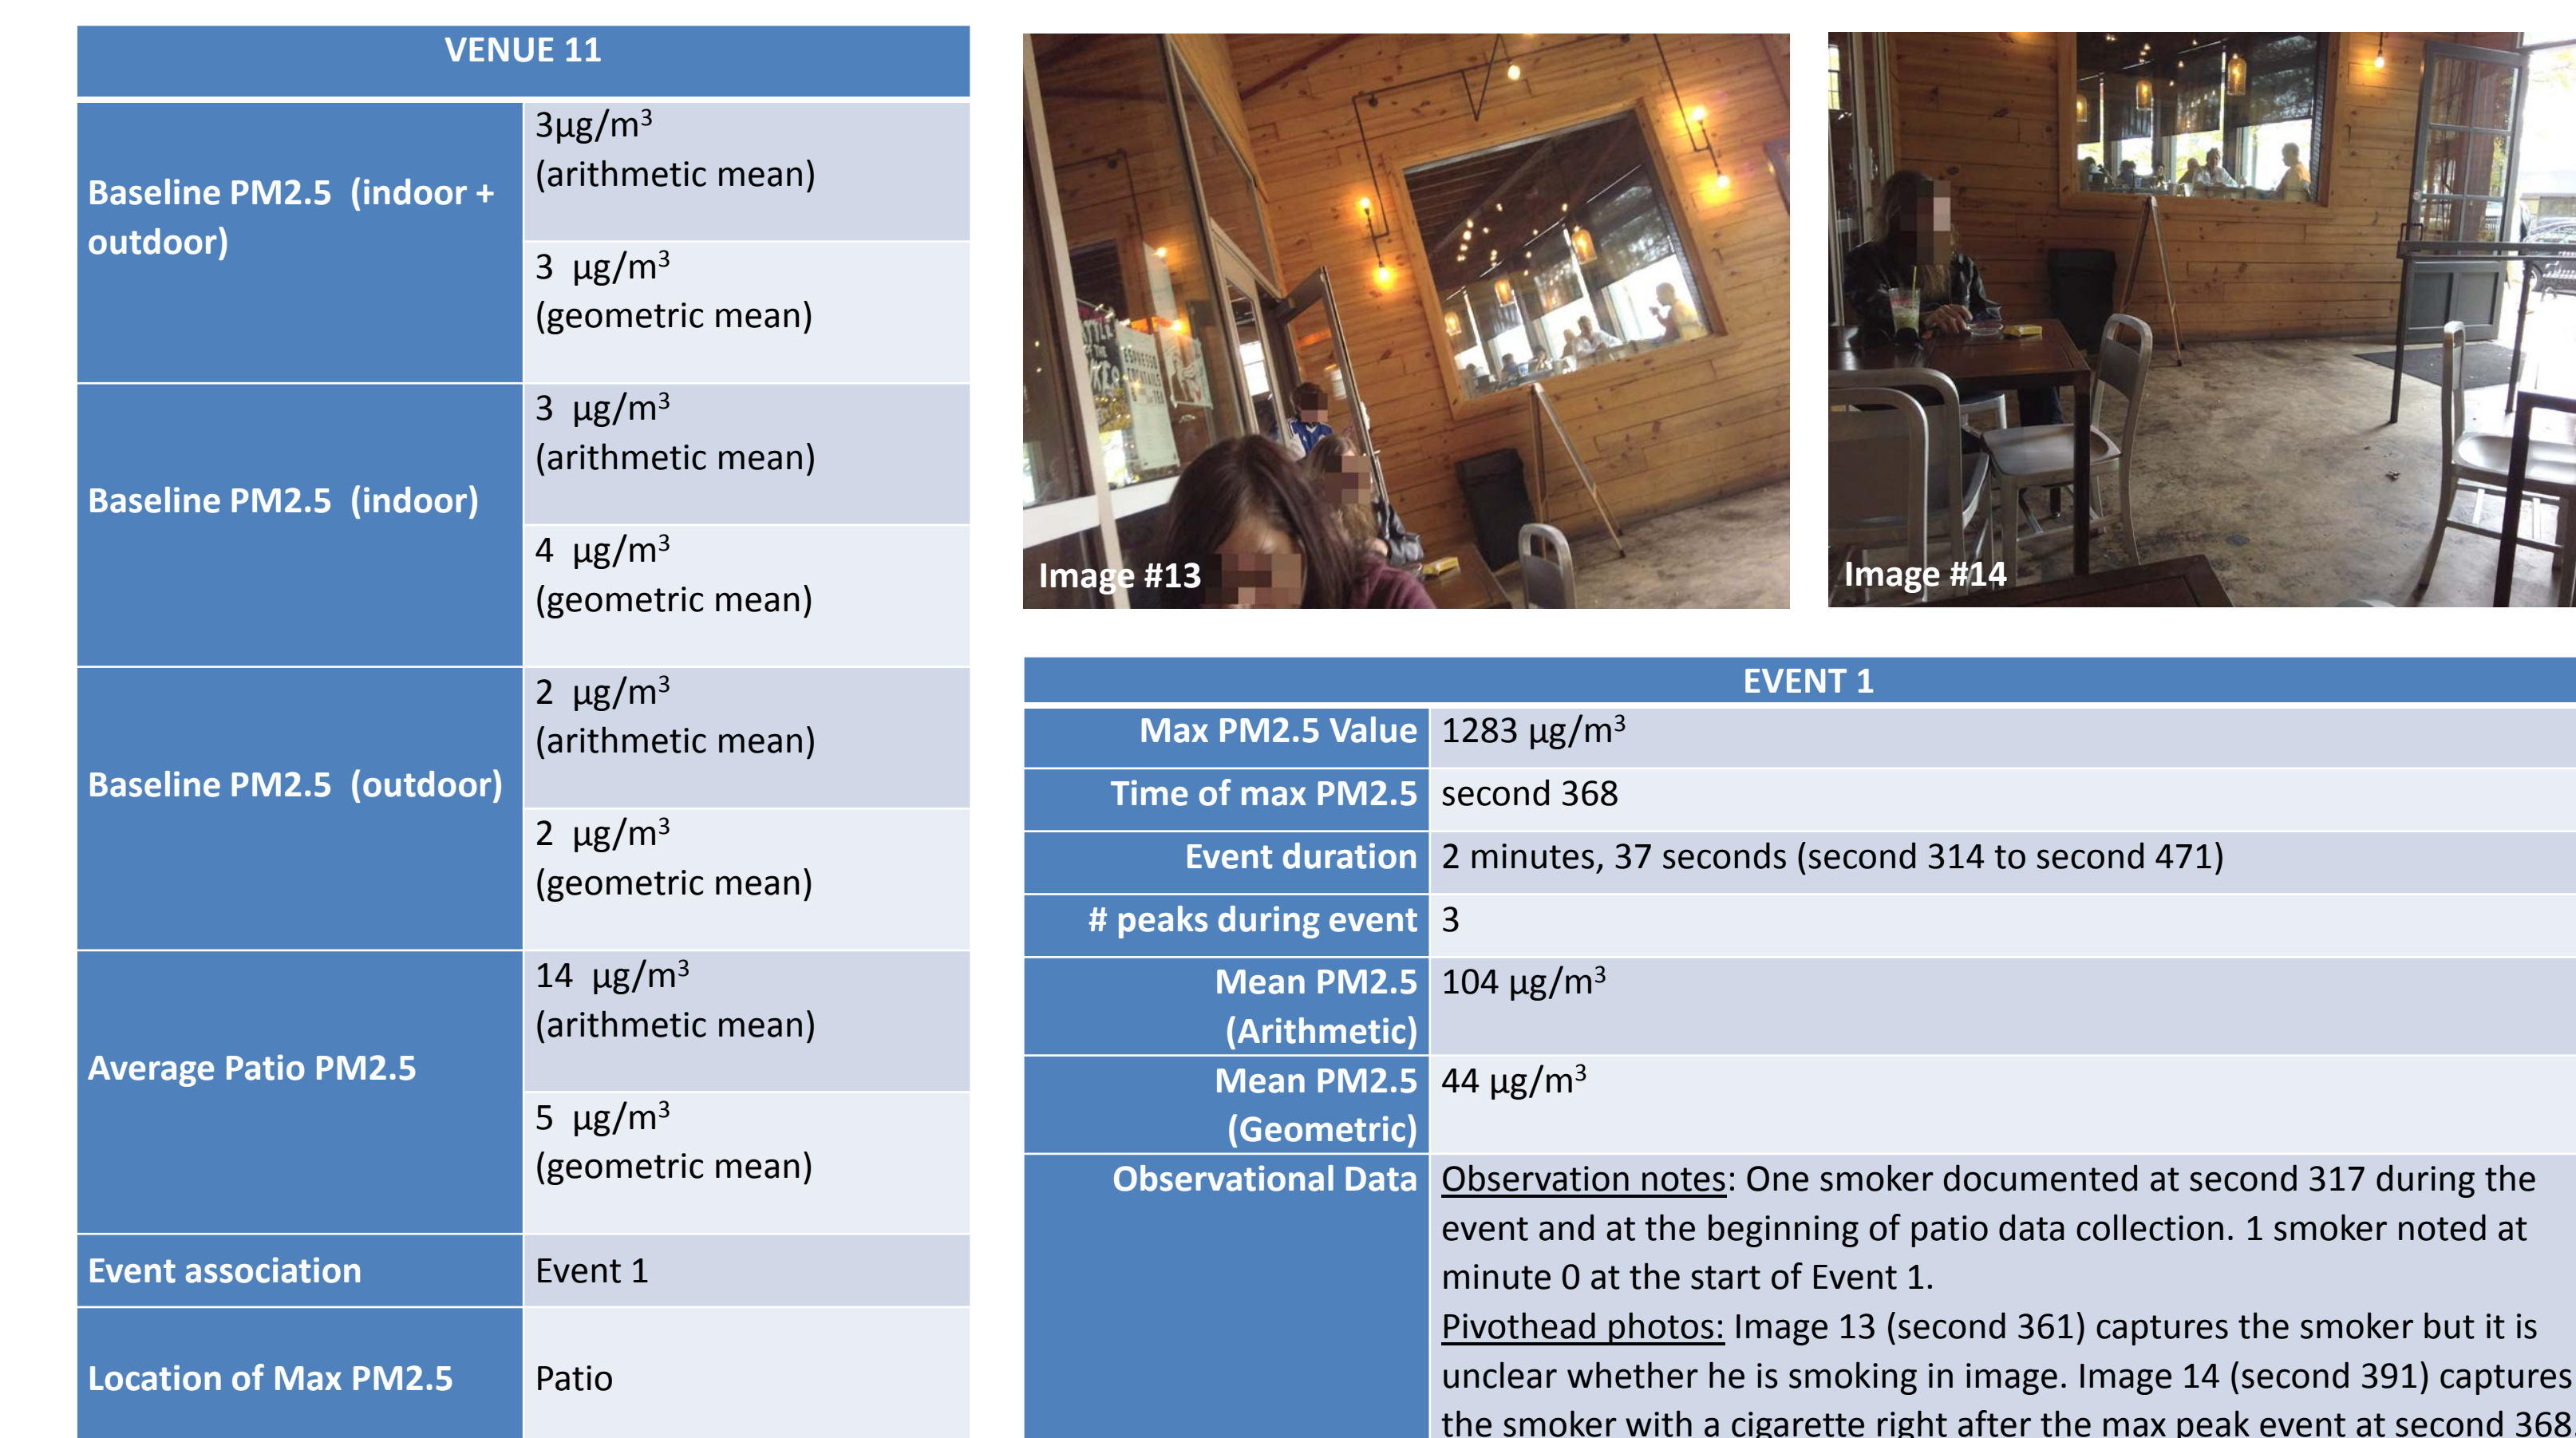 VENUE 11
Baseline PM2.5 (indoor +
outdoor)
3µg/m³
(arithmetic mean)
3 µg/m³
(geometric mean)
Baseline PM2.5 (indoor)
3 µg/m³
(arithmetic mean)
4 µg/m³
(geometric mean)
Baseline PM2.5 (outdoor)
2 µg/m³
(arithmetic mean)
2 µg/m³
(geometric mean)
Average Patio PM2.5
14 µg/m³
(arithmetic mean)
5 µg/m³
(geometric mean)
Event association
Event 1
Location of Max PM2.5
Patio
ESPRESSO
COCKTAILS
TEA
Image #13
Image #14
EVENT 1
Max PM2.5 Value
1283 µg/m³
Time of max PM2.5
second 368
Event duration
2 minutes, 37 seconds (second 314 to second 471)
# peaks during event
3
Mean PM2.5
(Arithmetic)
104 µg/m³
Mean PM2.5
(Geometric)
44 µg/m³
Observational Data
Observation notes: One smoker documented at second 317 during the
event and at the beginning of patio data collection. 1 smoker noted at
minute 0 at the start of Event 1.
Pivothead photos: Image 13 (second 361) captures the smoker but it is
unclear whether he is smoking in image. Image 14 (second 391) captures
the smoker with a cigarette right after the max peak event at second 368